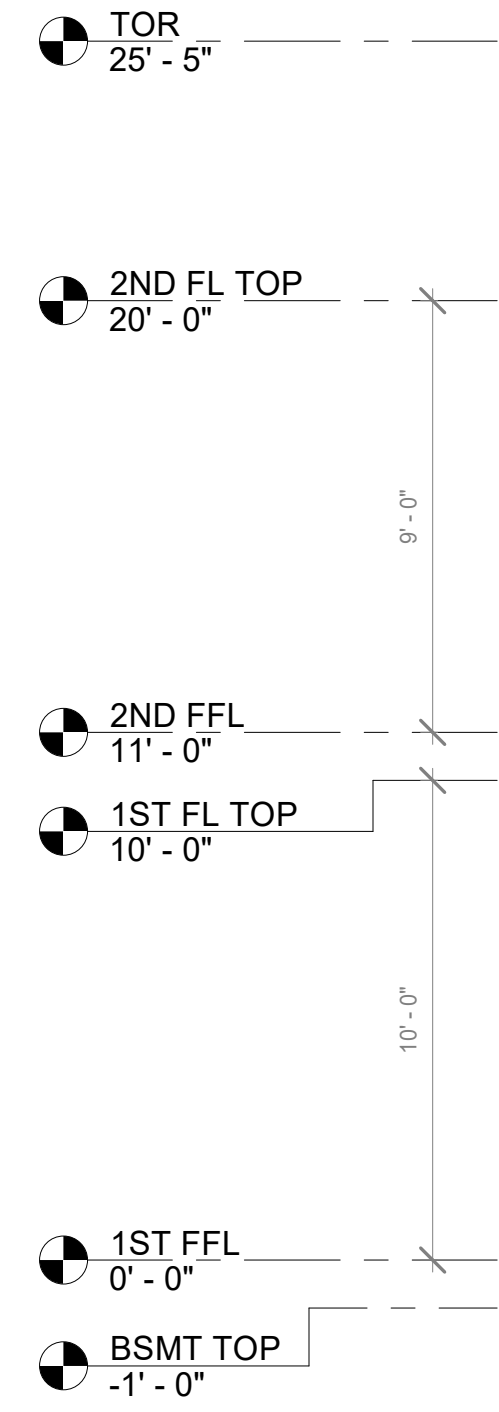 TOR
25' - 5"
2ND FL TOP
20' - 0"
9' - 0"
2ND FFL
11' - 0"
1ST FL TOP
10' - 0"
10' - 0"
1ST FFL
0' - 0"
BSMT TOP
-1' - 0"